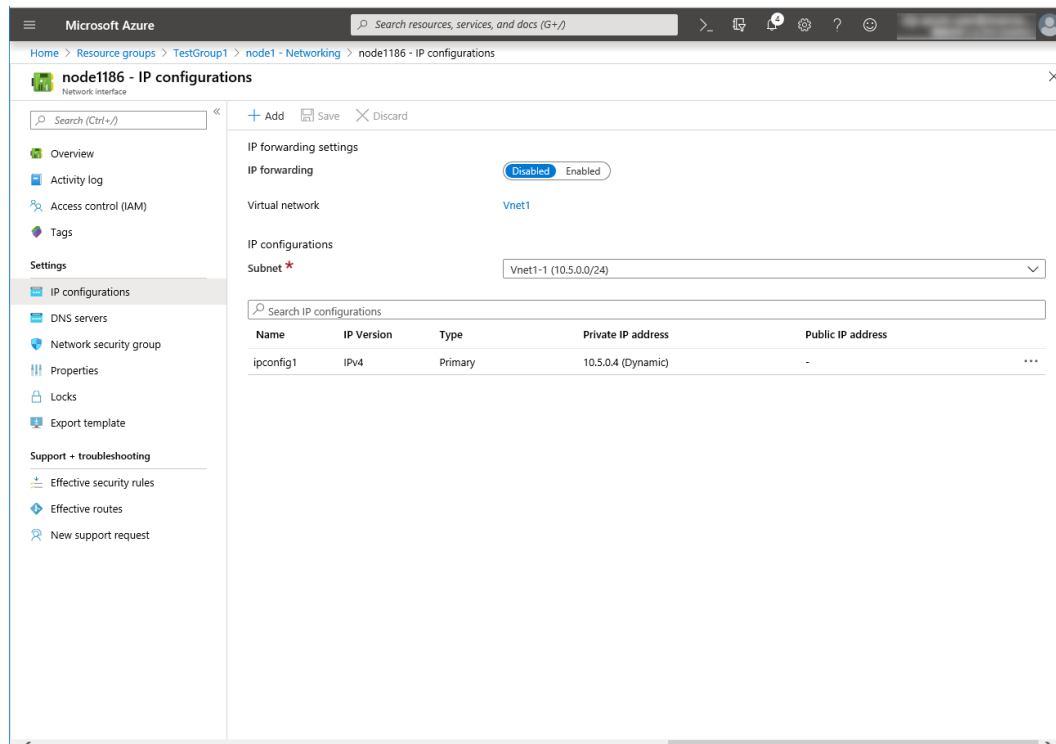 Microsoft Azure
Search resources, services, and docs (G+/)
4
Home > Resource groups > TestGroup1 > node1 - Networking > node1186 - IP configurations
node1186 - IP configurations
Network interface
Search (Ctrl+/)
Overview
Activity log
Access control (IAM)
Tags
Settings
IP configurations
DNS servers
Network security group
Properties
Locks
Export template
Support + troubleshooting
Effective security rules
Effective routes
New support request
Add Save Discard
IP forwarding settings
IP forwarding Disabled Enabled
Virtual network Vnet1
IP configurations
Subnet * Vnet1-1 (10.5.0.0/24)
Search IP configurations
Name IP Version Type Private IP address Public IP address
ipconfig1 IPv4 Primary 10.5.0.4 (Dynamic) - ...